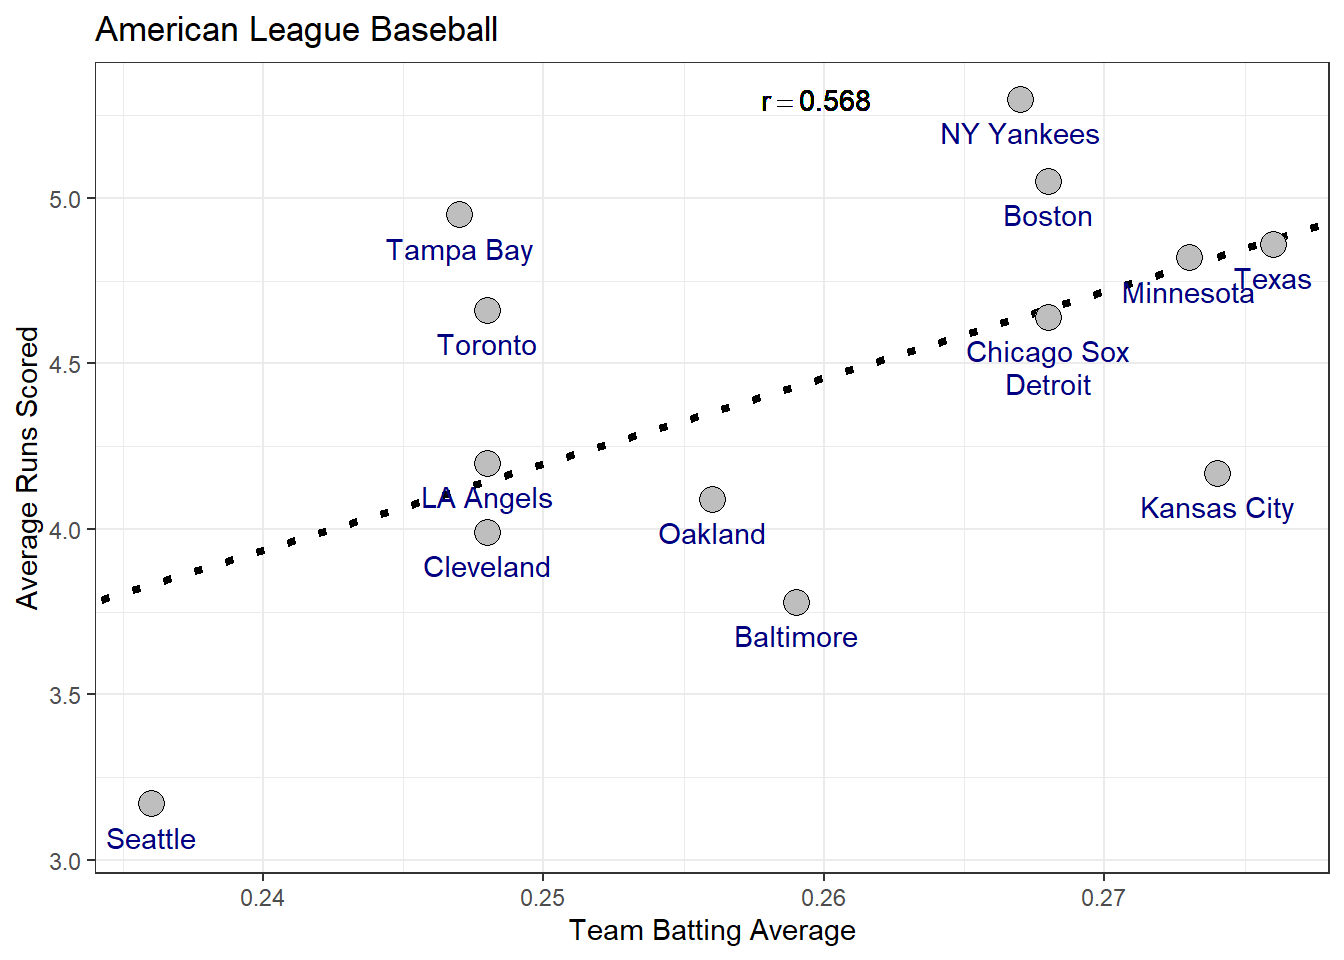 American League Baseball
r = 0.568
NY Yankees
5.0
Boston
Tampa Bay
Texas
Minnesota
Toronto
Chicago Sox
4.5
Detroit
Average Runs Scored
LA Angels
Kansas City
4.0
Oakland
Cleveland
Baltimore
3.5
Seattle
3.0
0.24 0.25 0.26 0.27
Team Batting Average